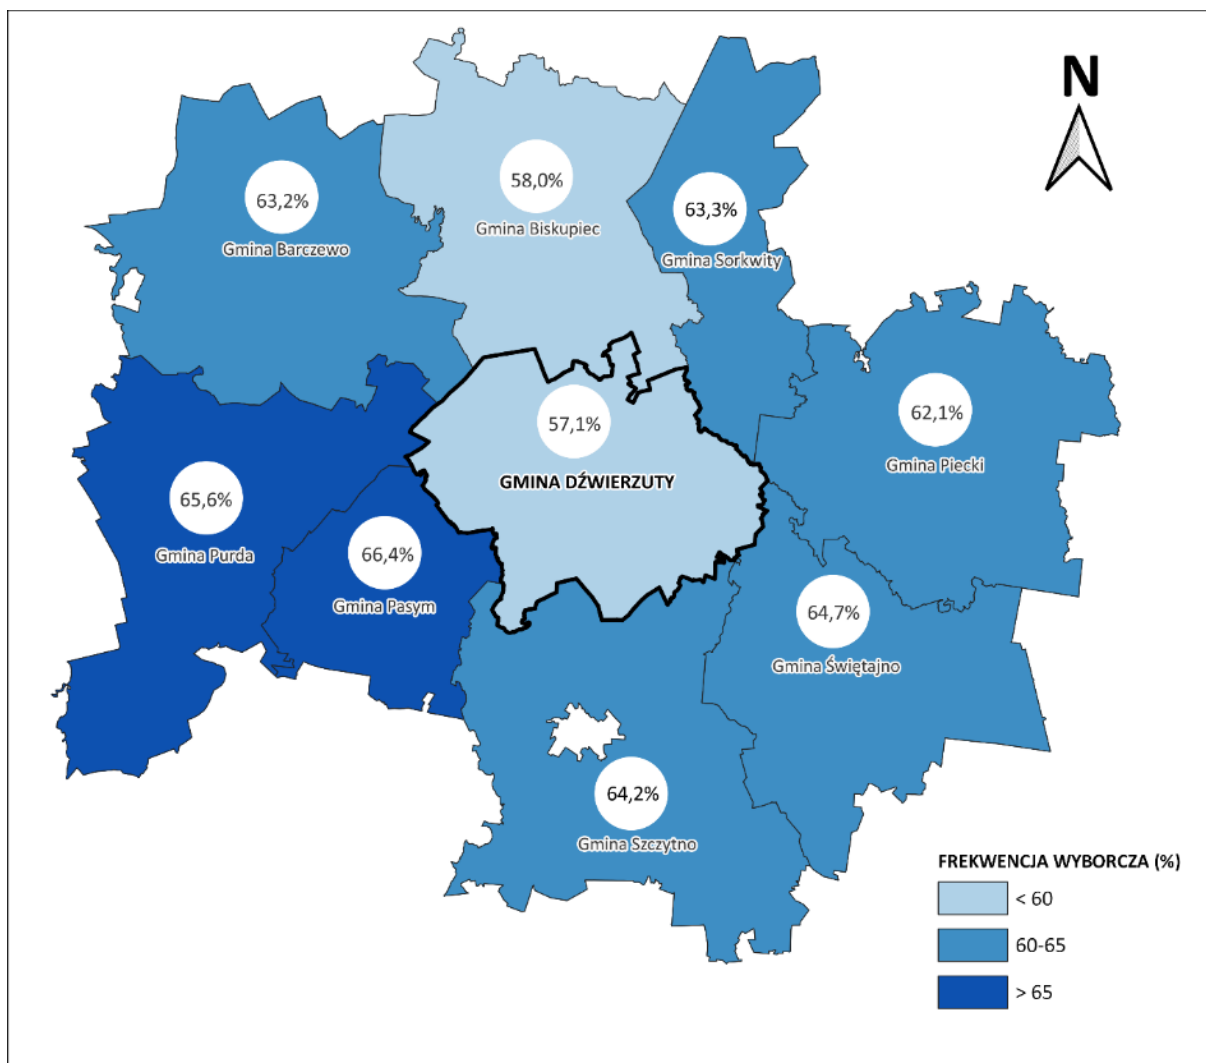 N
58,0%
Gmina Biskupiec
63,2%
Gmina Barczewo
63,3%
Gmina Sorkwity
57,1%
GMINA DŹWIERZUTY
62,1%
Gmina Piecki
65,6%
Gmina Purda
66,4%
Gmina Pasym
64,7%
Gmina Świętajno
64,2%
Gmina Szczytno
FREKWENCJA WYBORCZA (%)
< 60
60-65
> 65